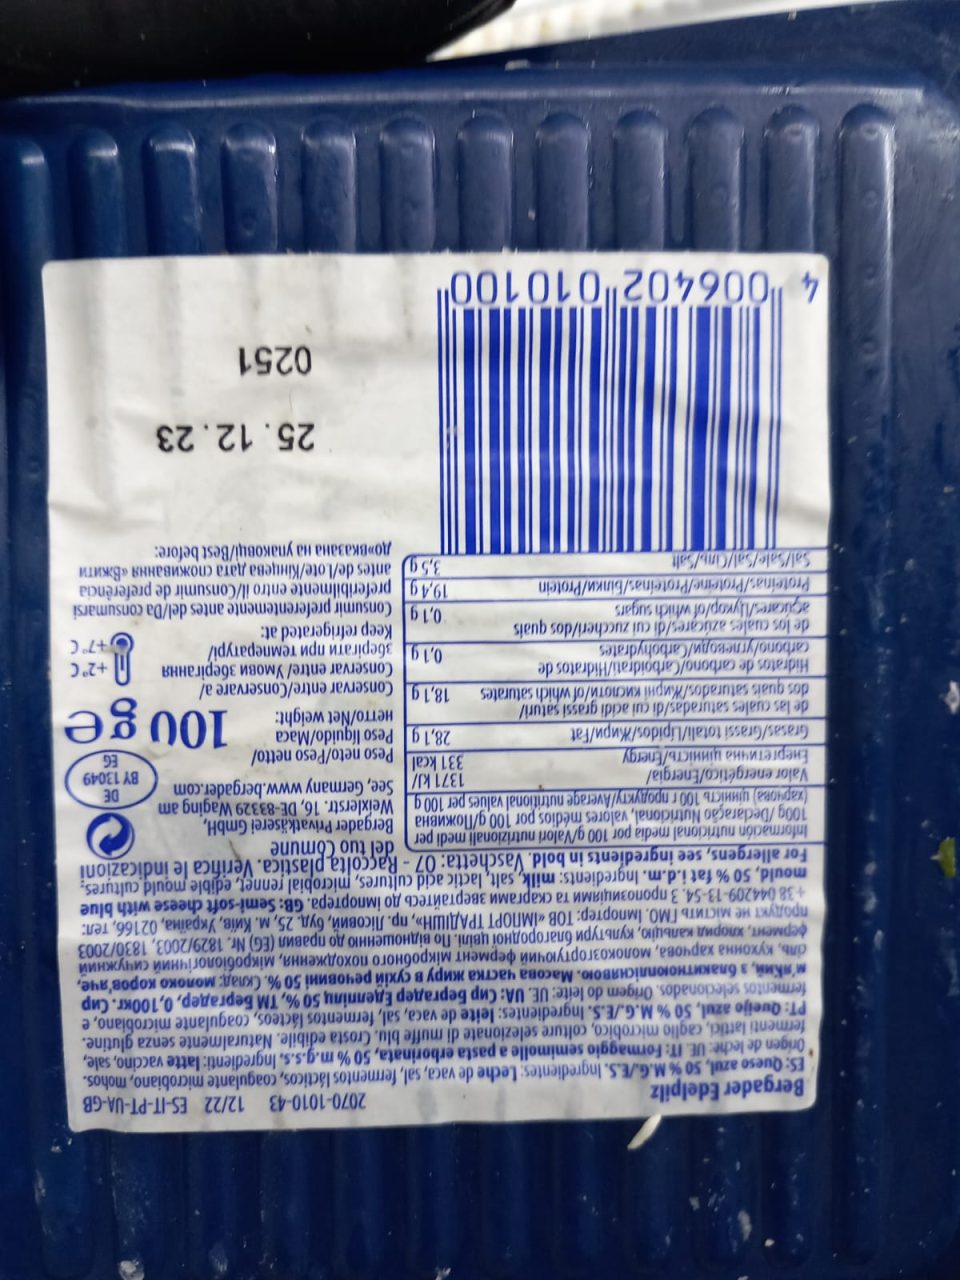 Bergader Edelpilz 2070-1010-43 12/22 ES-IT-PT-UA-GB
ES: Queso azul, 50 % M.G./E.S. Ingredientes: Leche de vaca, sal, fermentos lácticos, coagulante microbiano, mohos.
Origen de leche: UE. IT: Formaggio semimolle a pasta erborinata, 50 % m.g.s.s. Ingredienti: latte vaccino, sale,
fermenti lattici, caglio microbico, colture selezionate di muffe blu. Crosta edibile. Naturalmente senza glutine.
PT: Queijo azul, 50 % M.G./E.S. Ingredientes: leite de vaca, sal, fermentos lácteos, coagulante microbiano, e
fermentos selecionados. Origem do leite: UE. UA: Сир Бергадер Еделпілц 50 %, ТМ Бергадер, 0,100кг. Сир
м'який, з блакитноюпліснявою. Масова частка жиру в сухій речовині 50 %. Склад: молоко коров'яче,
сіль, кухонна харчова, молокозгортуючий фермент мікробного походження, мікробіологічний сичужний
фермент, хлорид кальцію, культури благородної цвілі. По відношенню до правил (ЕG) Nr. 1829/2003, 1830/2003
продукт не містить ГМО. Імпортер: ТОВ «ІМПОРТ ТРАДІШН», пр. Лісовий, буд. 25, м. Київ, Україна, 02166, тел:
+38 044209-13-54. З пропозиціями та скаргами звертайтесь до Імпортера. GB: Semi-soft cheese with blue
mould, 50 % fat i.d.m. Ingredients: milk, salt, lactic acid cultures, microbial rennet, edible mould cultures;
For allergens, see ingredients in bold. Vaschetta: 07 - Raccolta plastica. Verifica le indicazioni
del tuo Comune
Información nutricional media por 100 g/Valori nutrizionali medi per
100g /Declaração Nutricional, valores médios por 100 g/Поживна
(харчова) цінність 100 г продукту/Average nutritional values per 100 g
Valor energético/Energia/ 1371 kJ/
Енергетична цінність/Energy 331 kcal
Grasas/Grassi totali/Lípidos/Жири/Fat 28,1 g
de las cuales saturadas/di cui acidi grassi saturi/
dos quais saturados/Жирні кислоти/of which saturates 18,1 g
Hidratos de carbono/Carboidrati/Hidratos de
carbono/углеводи/Carbohydrates 0,1 g
de los cuales azúcares/di cui zuccheri/dos quais
açúcares/Цукор/of which sugars 0,1 g
Proteínas/Proteine/Proteínas/Білки/Protein 19,4 g
Sal/Sale/Sal/Сіль/Salt 3,5 g
Bergader Privatkäserei GmbH,
Weixlerstr. 16, DE-83329 Waging am
See, Germany www.bergader.com
DE
BY 13049
EG
Peso neto/Peso netto/
Peso líquido/Маса
нетто/Net weight:
100 g e
Conservar entre/Conservare a/
Conservar entre/ Умови зберігання
зберігати при температурі/
Keep refrigerated at:
+2°C
+7°C
Consumir preferentemente antes del/Da consumarsi
preferibilmente entro il/Consumir de preferência
antes de/Lote/Кінцева дата споживання «Вжити
до»вказана на упаковці/Best before:
25.12.23
0251
4 006402 010100